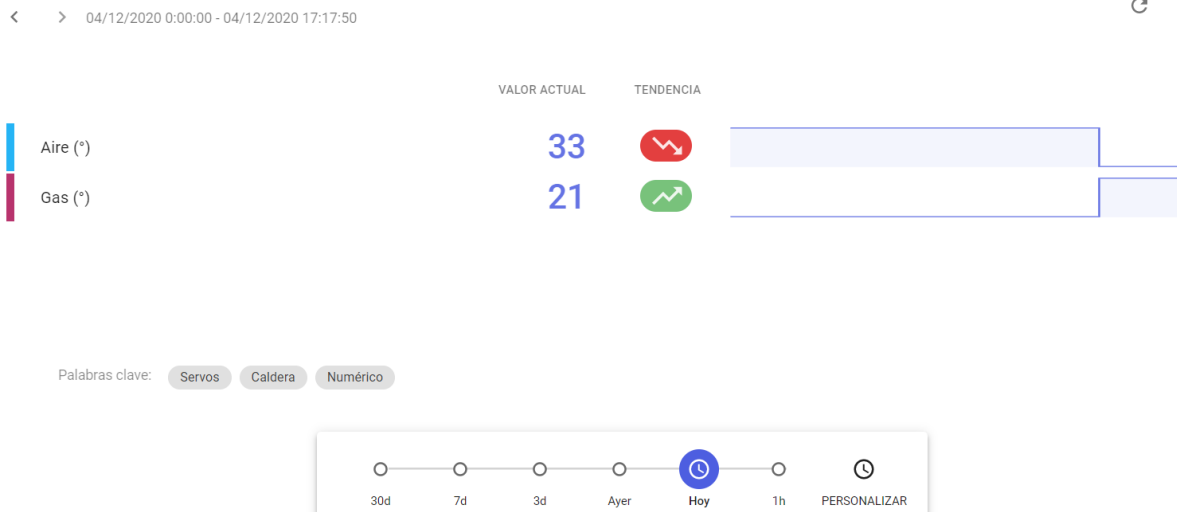 04/12/2020 0:00:00 - 04/12/2020 17:17:50
VALOR ACTUAL TENDENCIA
Aire (°) 33
Gas (°) 21
Palabras clave: Servos Caldera Numérico
30d 7d 3d Ayer Hoy 1h PERSONALIZAR